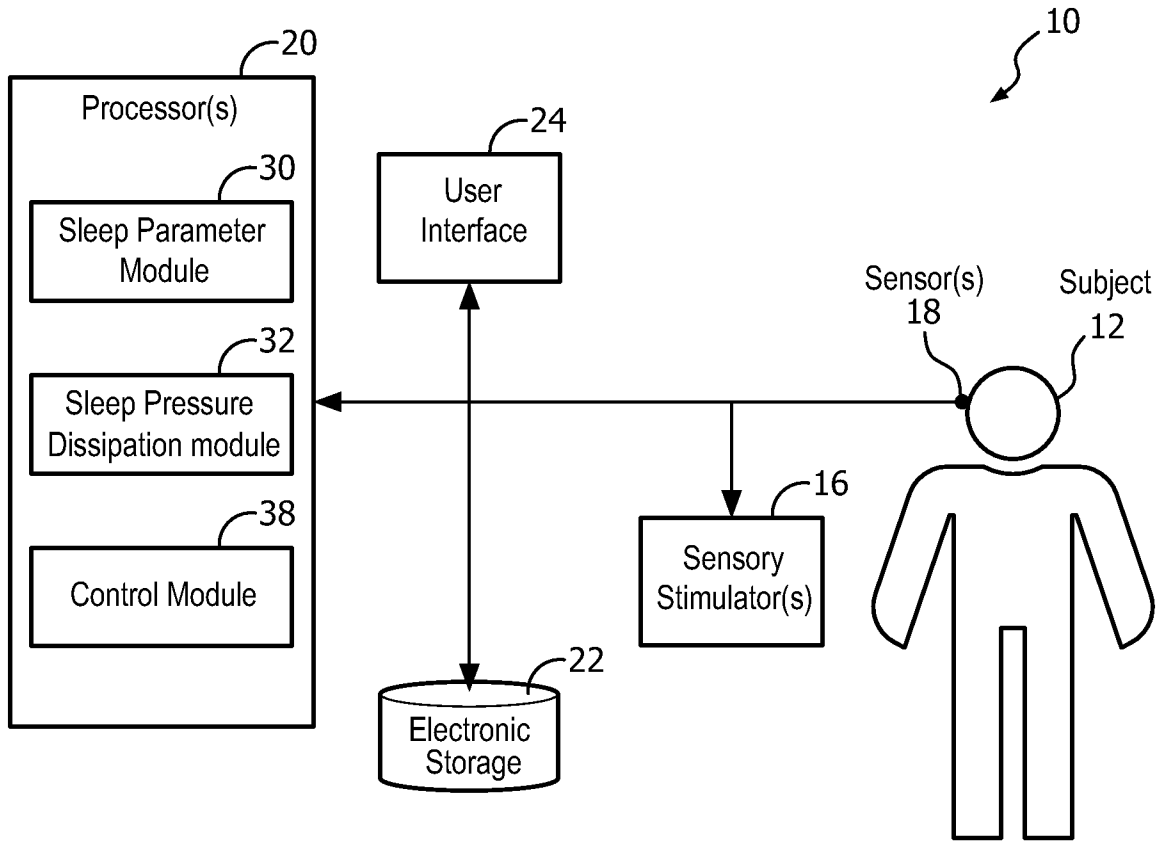 10
20
Processor(s)
24
User
Interface
30
Sleep Parameter
Module
Sensor(s)
18
Subject
12
32
Sleep Pressure
Dissipation module
16
Sensory
Stimulator(s)
38
Control Module
22
Electronic
Storage